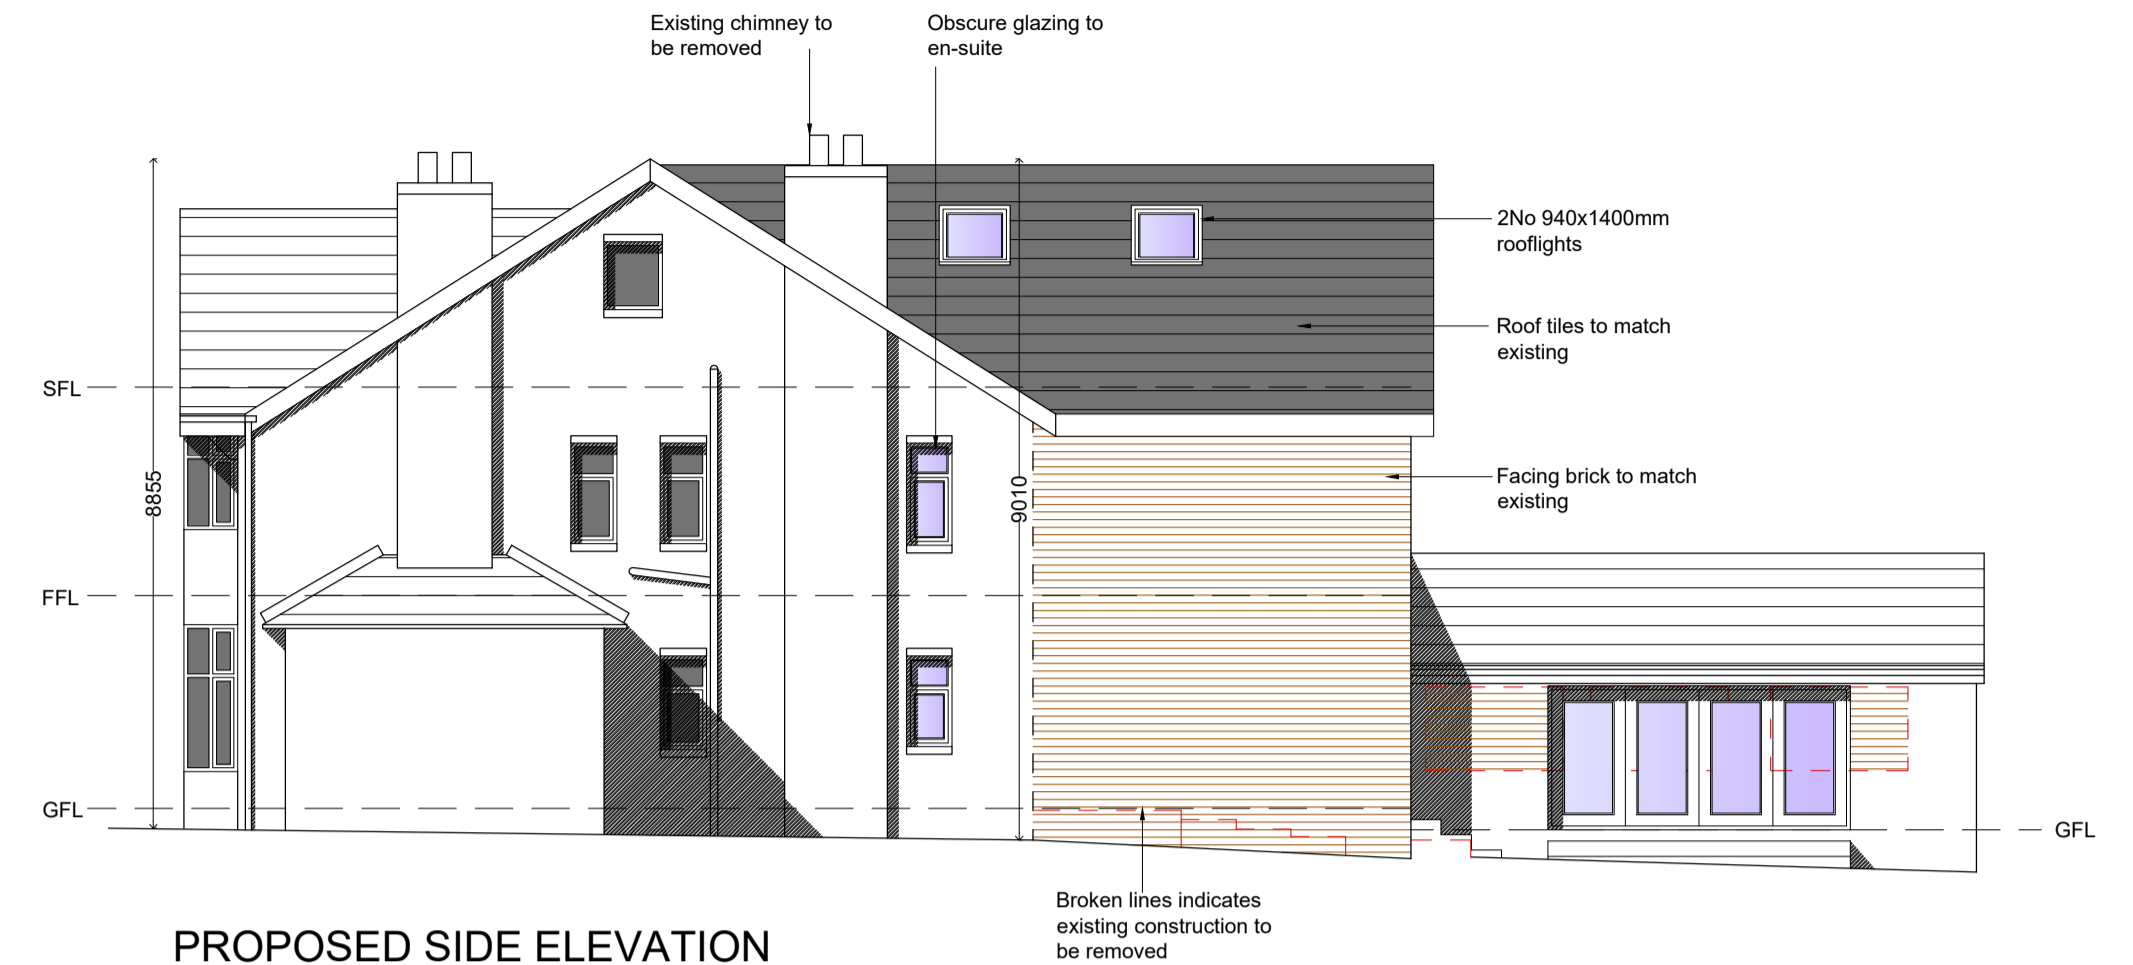 Existing chimney to
be removed
Obscure glazing to
en-suite
2No 940x1400mm
rooflights
Roof tiles to match
existing
SFL
8855
9010
Facing brick to match
existing
FFL
GFL
GFL
Broken lines indicates
existing construction to
be removed
PROPOSED SIDE ELEVATION